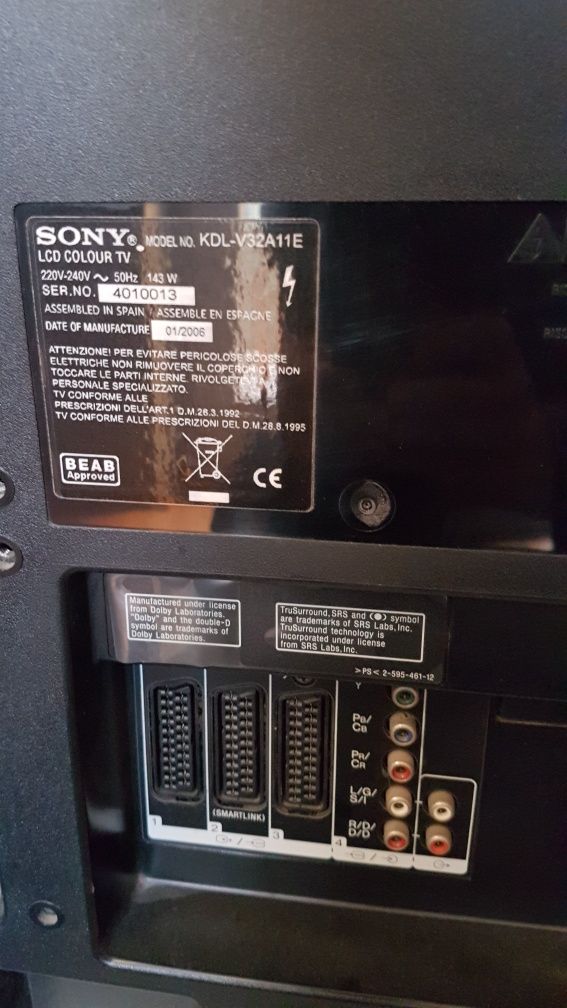 SONY® MODEL NO. KDL-V32A11E
LCD COLOUR TV
220V-240V ~ 50Hz 143 W
SER.NO. 4010013
ASSEMBLED IN SPAIN / ASSEMBLE EN ESPAGNE
DATE OF MANUFACTURE 01/2006
ATTENZIONE! PER EVITARE PERICOLOSE SCOSSE
ELETTRICHE NON RIMUOVERE IL COPERCHIO E NON
TOCCARE LE PARTI INTERNE. RIVOLGETEVI A
PERSONALE SPECIALIZZATO.
TV CONFORME ALLE
PRESCRIZIONI DELL'ART.1 D.M.26.3.1992
TV CONFORME ALLE PRESCRIZIONI DEL D.M.28.8.1995
BEAB
Approved
CE
Manufactured under license
from Dolby Laboratories.
"Dolby" and the double-D
symbol are trademarks of
Dolby Laboratories.
TruSurround, SRS and (●) symbol
are trademarks of SRS Labs, Inc.
TruSurround technology is
incorporated under license
from SRS Labs, Inc.
>PS< 2-595-461-12
Y
PB/
CB
PR/
CR
L/G/
S/I
R/D/
D/D
(SMARTLINK)
1
2
3
4